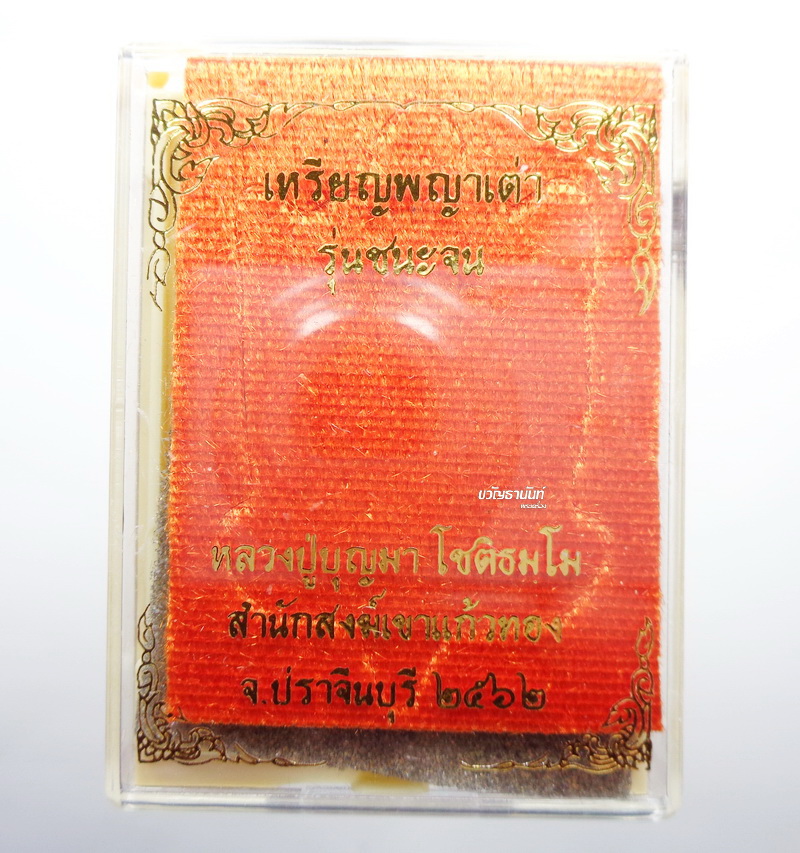 เหรียญพญาเต่า
รุ่นชนะจน
ขวัญธานันท์
หลวงปู่บุญมา โชติธมฺโม
สำนักสงฆ์เขาแก้วทอง
จ.ปราจีนบุรี ๒๕๖๒